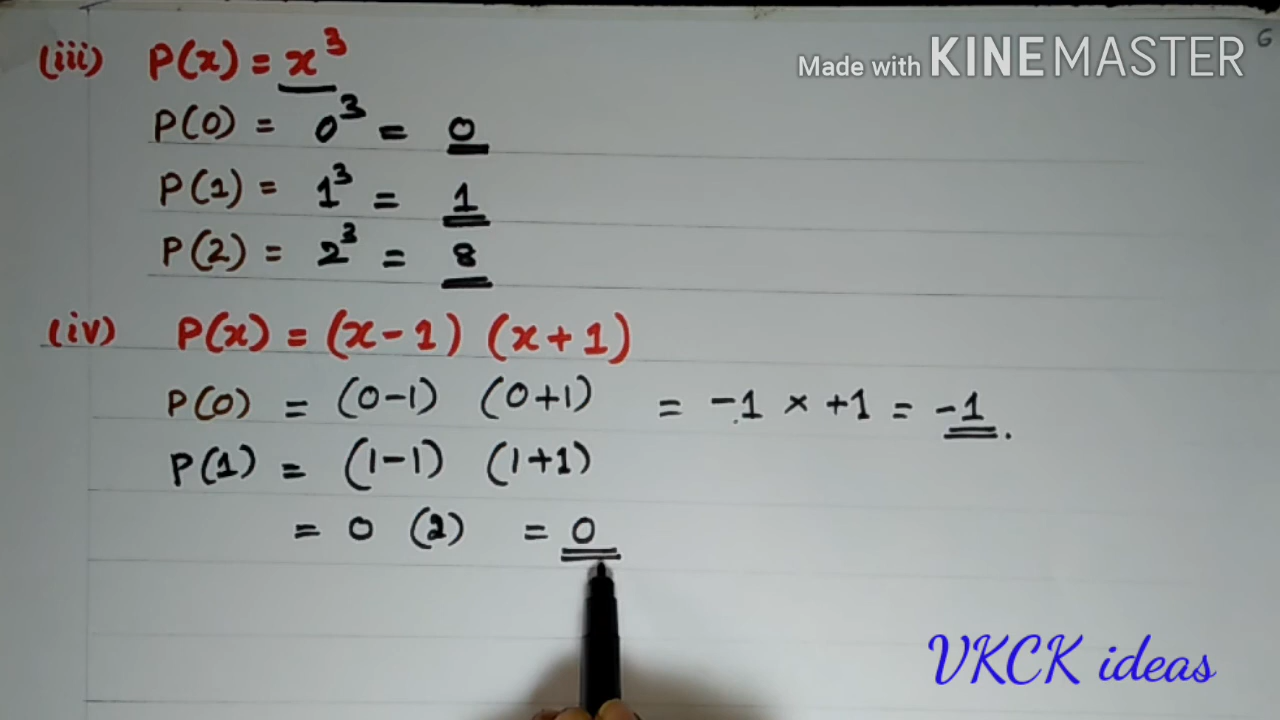 (iii) P(x) = x³
Made with KINEMASTER
6
P(0) = 0³ = 0
P(1) = 1³ = 1
P(2) = 2³ = 8
(iv) P(x) = (x-1) (x+1)
P(0) = (0-1) (0+1) = -1 × +1 = -1.
P(1) = (1-1) (1+1)
= 0 (2) = 0
VKCK ideas